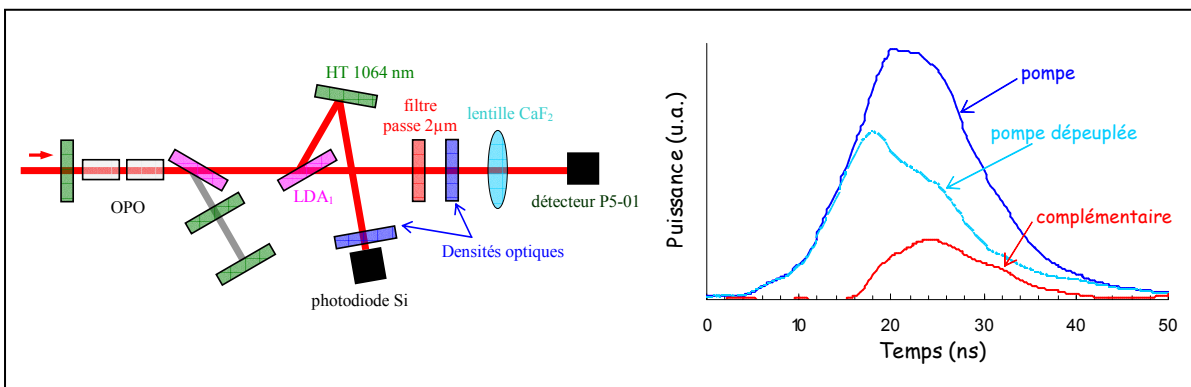 HT 1064 nm
filtre
passe 2µm
lentille CaF₂
OPO
LDA₁
détecteur P5-01
Densités optiques
photodiode Si
Puissance (u.a.)
pompe
pompe dépeuplée
complémentaire
0 10 20 30 40 50
Temps (ns)